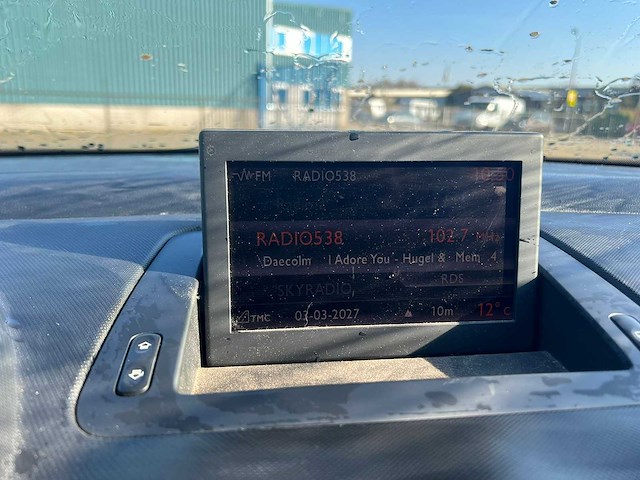 FM RADIO538
RADIO538 102.7 MHz
Daecolm I Adore You - Hugel & Mem 4
SKYRADIO RDS
TMC 03-03-2027 10m 12°C